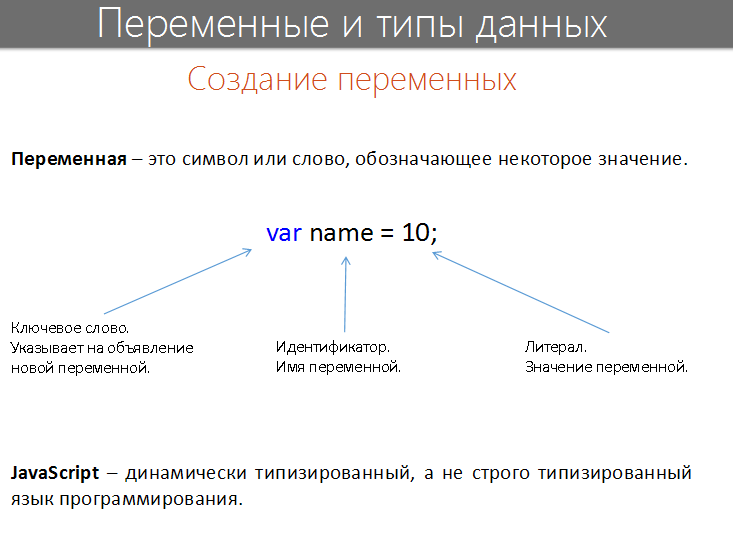 Переменные и типы данных
Создание переменных
Переменная – это символ или слово, обозначающее некоторое значение.
var name = 10;
Ключевое слово.
Указывает на объявление
новой переменной.
Идентификатор.
Имя переменной.
Литерал.
Значение переменной.
JavaScript – динамически типизированный, а не строго типизированный
язык программирования.